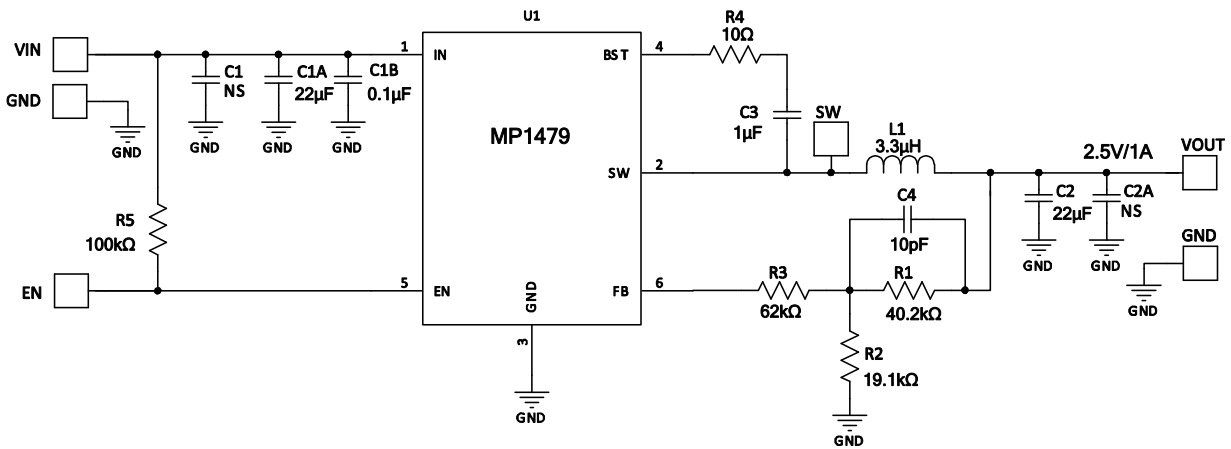 U1
VIN
GND
GND
C1
NS
GND
C1A
22µF
GND
C1B
0.1µF
GND
1
IN
R5
100kΩ
EN
5
EN
MP1479
BST
4
SW
2
FB
6
GND
3
GND
R4
10Ω
C3
1µF
SW
L1
3.3µH
C4
10pF
R3
62kΩ
R1
40.2kΩ
R2
19.1kΩ
GND
2.5V/1A
VOUT
C2
22µF
GND
C2A
NS
GND
GND
GND